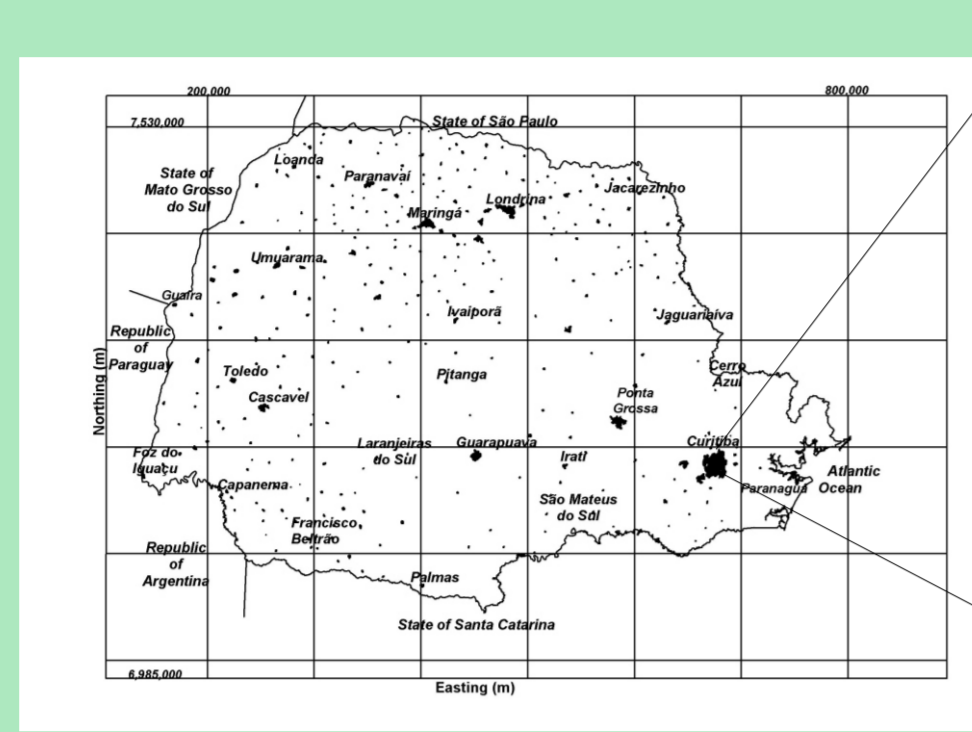 200,000
800,000
7,530,000
State of São Paulo
Loanda
State of
Mato Grosso
do Sul
Paranavaí
Jacarezinho
Londrina
Maringá
Umuarama
Guaíra
Ivaiporã
Jaguariaíva
Republic
of
Paraguay
Cerro
Azul
Toledo
Pitanga
Cascavel
Ponta
Grossa
Northing (m)
Laranjeiras
do Sul
Guarapuava
Curitiba
Foz do
Iguaçu
Irati
Atlantic
Ocean
Capanema
Paranaguá
São Mateus
do Sul
Francisco
Beltrão
Republic
of
Argentina
Palmas
State of Santa Catarina
6,985,000
Easting (m)